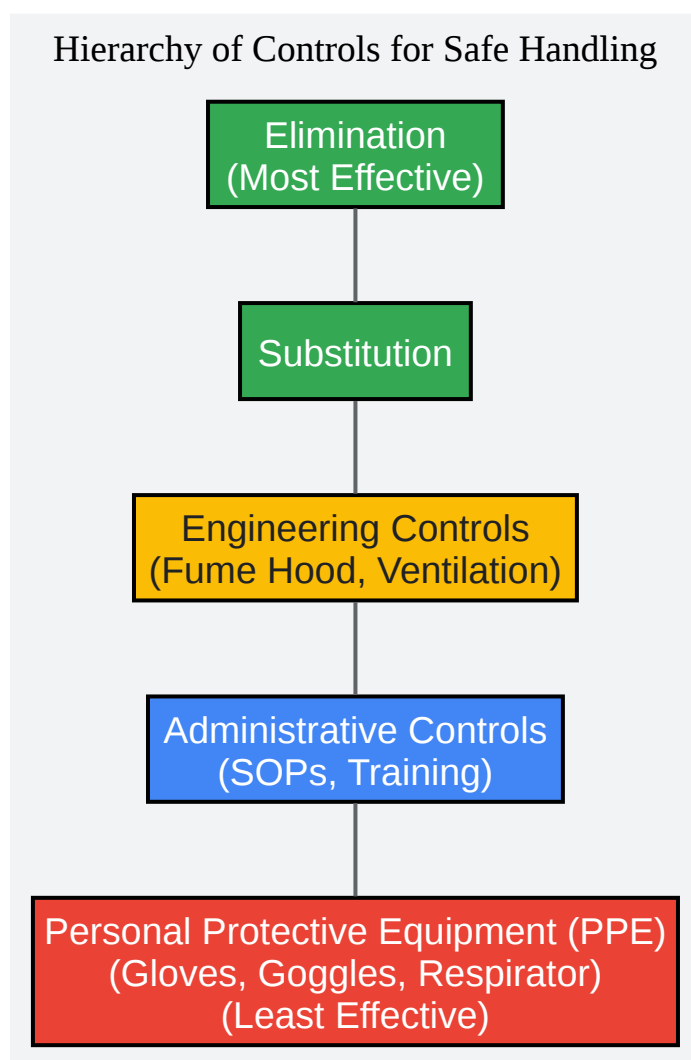 Hierarchy of Controls for Safe Handling
Elimination
(Most Effective)
Substitution
Engineering Controls
(Fume Hood, Ventilation)
Administrative Controls
(SOPs, Training)
Personal Protective Equipment (PPE)
(Gloves, Goggles, Respirator)
(Least Effective)